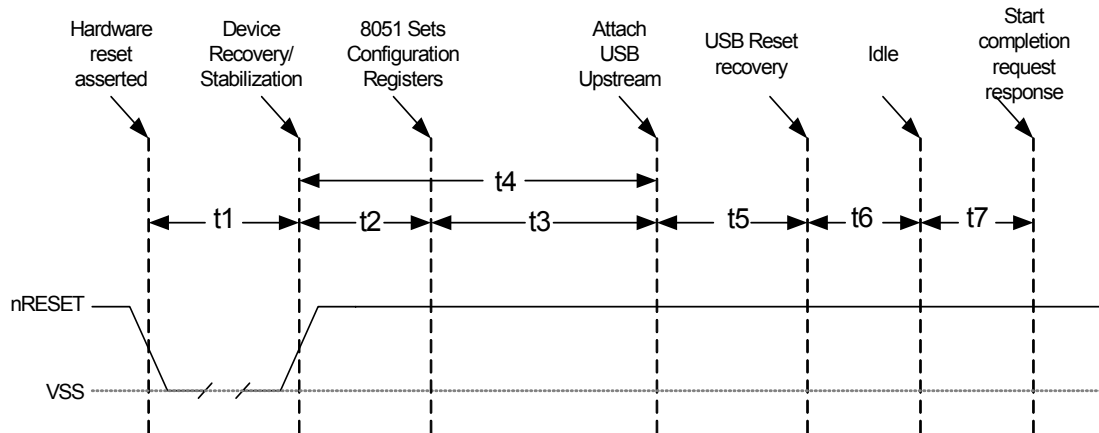 Hardware
reset
asserted
Device
Recovery/
Stabilization
8051 Sets
Configuration
Registers
Attach
USB
Upstream
USB Reset
recovery
Idle
Start
completion
request
response
t4
t1
t2
t3
t5
t6
t7
nRESET
VSS